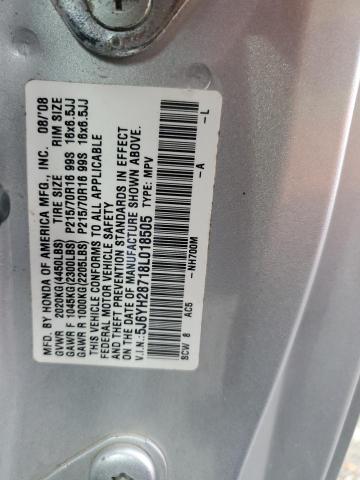 MFD. BY HONDA OF AMERICA MFG., INC. 08/'08
GVWR 2020KG(4450LBS) TIRE SIZE RIM SIZE
GAWR F 1045KG(2300LBS) P215/70R16 99S 16x6.5JJ
GAWR R 1000KG(2205LBS) P215/70R16 99S 16x6.5JJ
THIS VEHICLE CONFORMS TO ALL APPLICABLE
FEDERAL MOTOR VEHICLE SAFETY
AND THEFT PREVENTION STANDARDS IN EFFECT
ON THE DATE OF MANUFACTURE SHOWN ABOVE.
V.I.N.:5J6YH28718L018505 TYPE: MPV
SCW 8 AC5 -NH700M -A -L